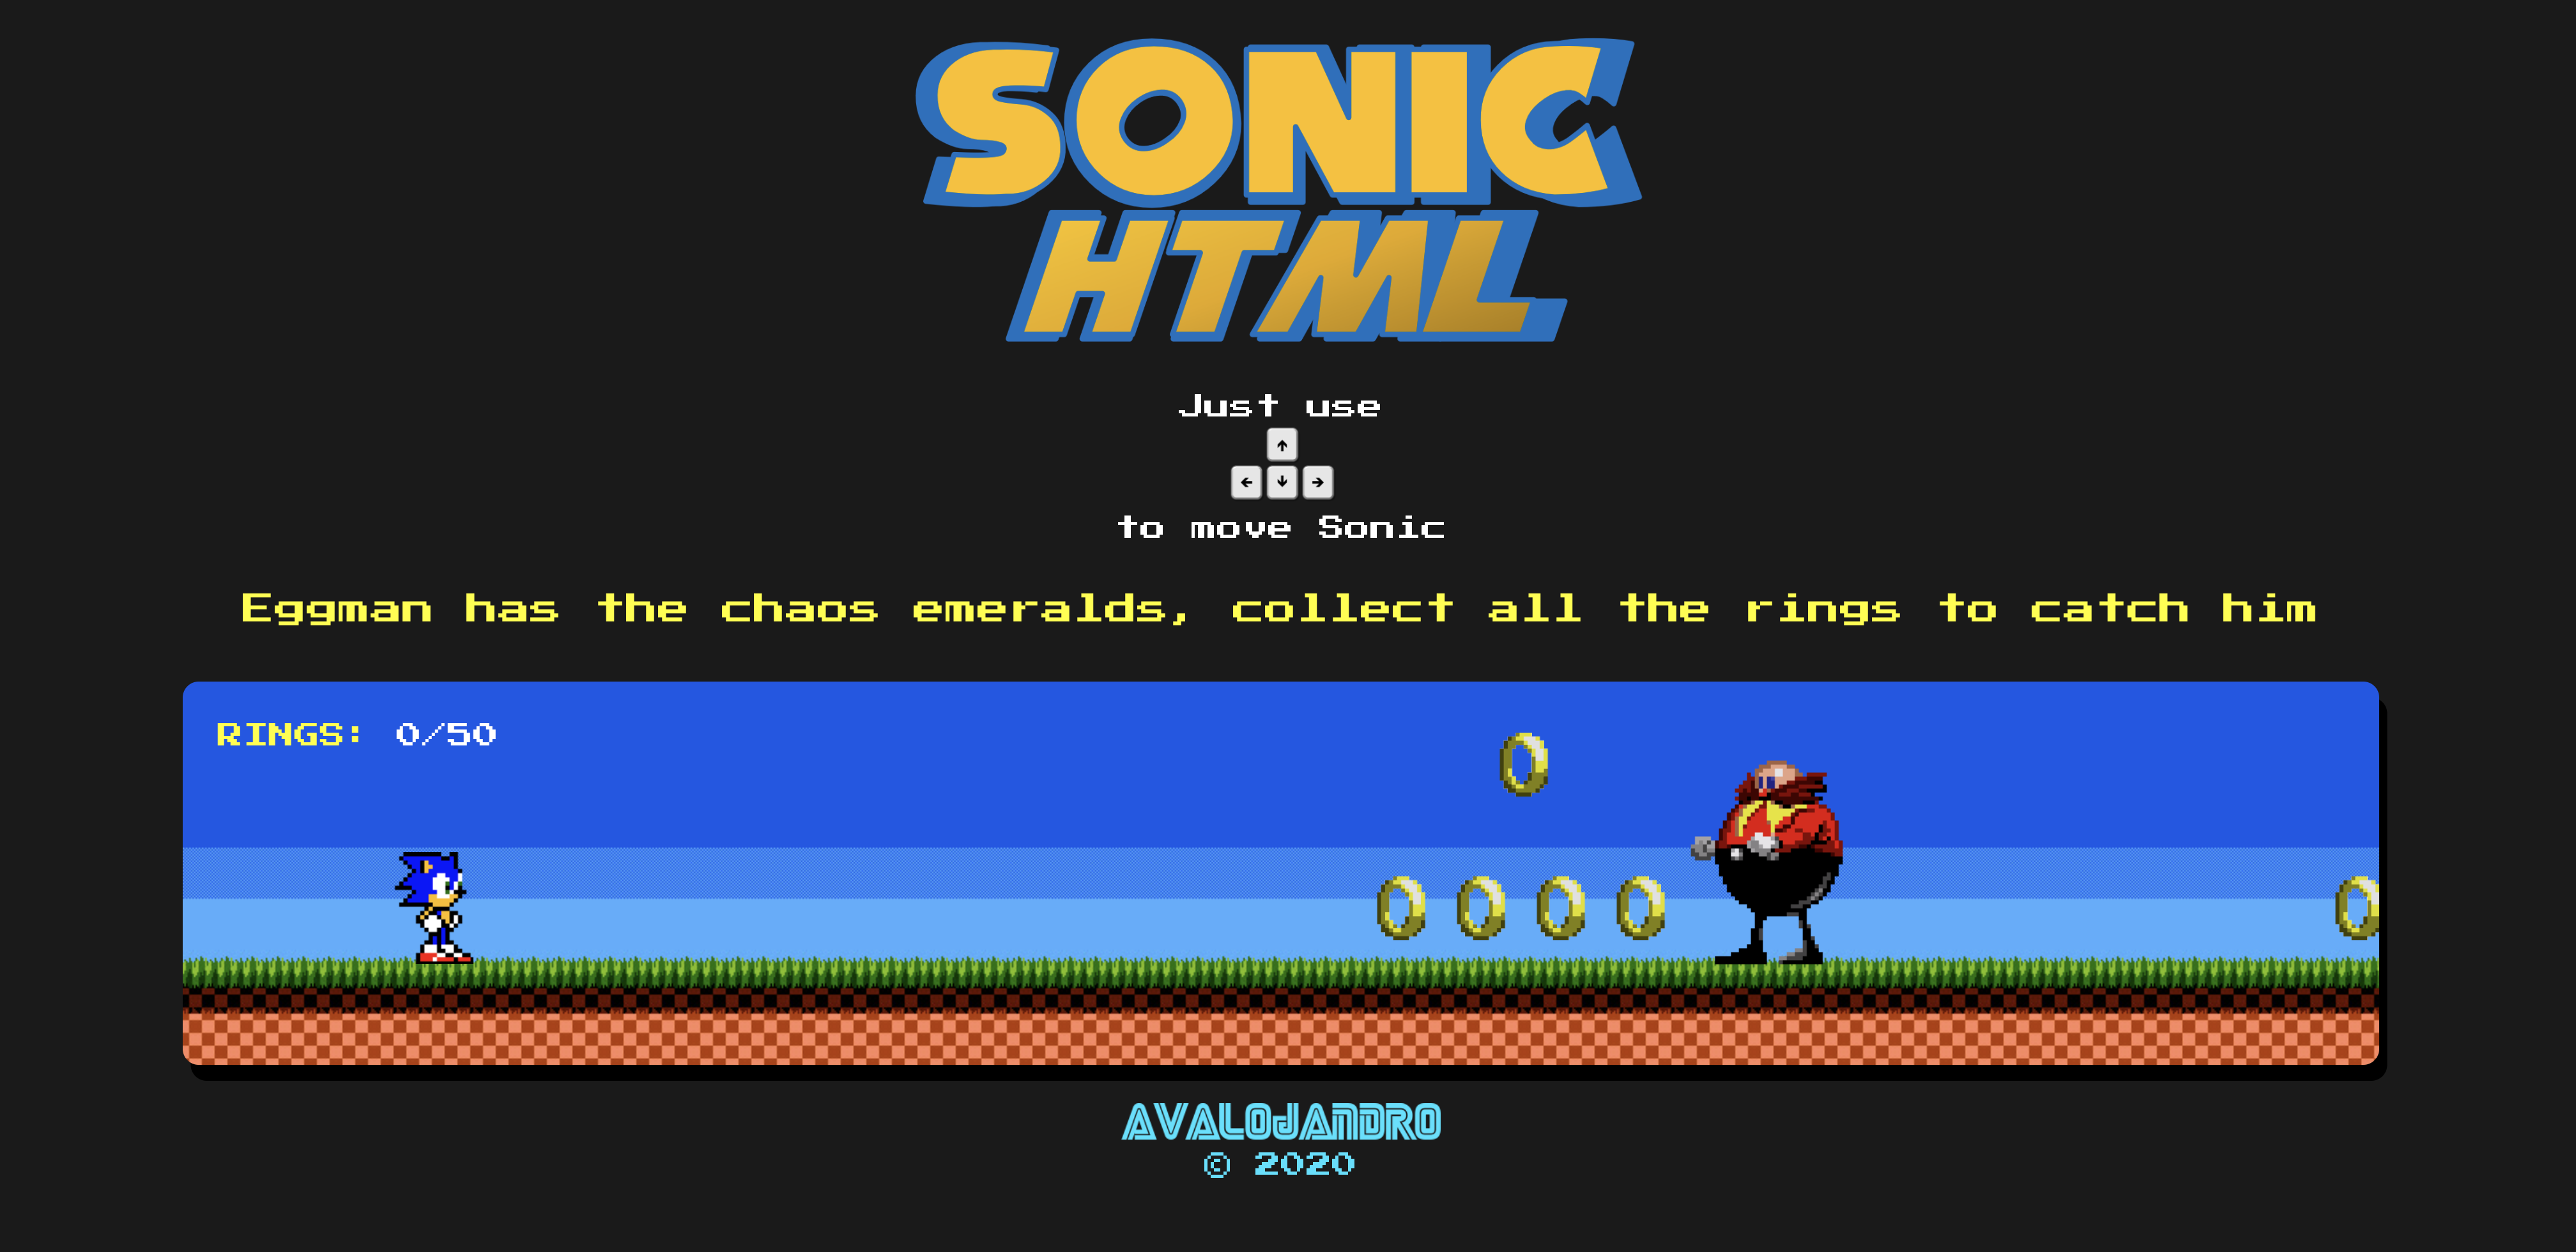 SONIC
HTML
Just use
↑
← ↓ →
to move Sonic
Eggman has the chaos emeralds, collect all the rings to catch him
RINGS: 0/50
AVALOJANDRO
© 2020